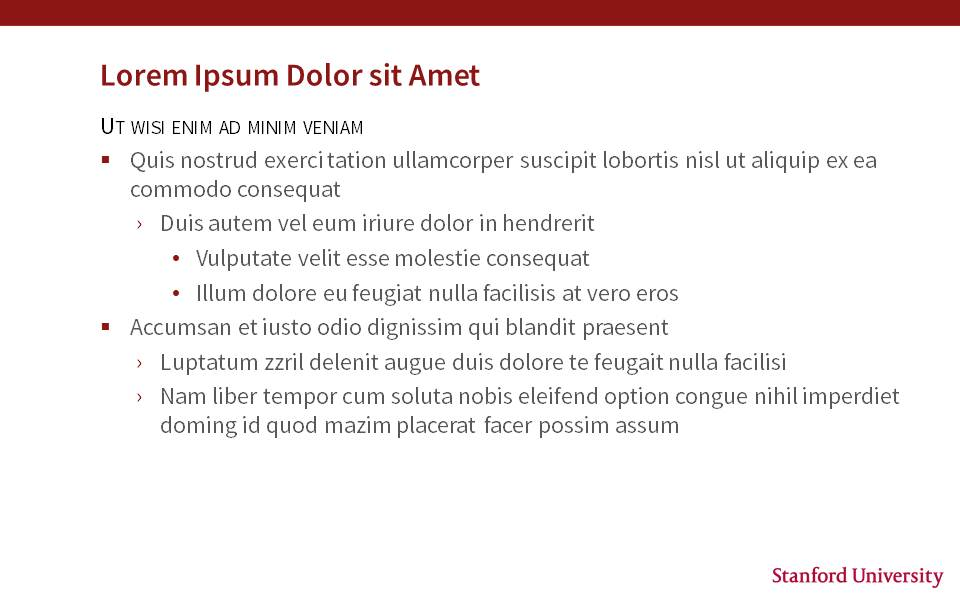 Lorem Ipsum Dolor sit Amet
Ut wisi enim ad minim veniam
▪ Quis nostrud exerci tation ullamcorper suscipit lobortis nisl ut aliquip ex ea
commodo consequat
› Duis autem vel eum iriure dolor in hendrerit
• Vulputate velit esse molestie consequat
• Illum dolore eu feugiat nulla facilisis at vero eros
▪ Accumsan et iusto odio dignissim qui blandit praesent
› Luptatum zzril delenit augue duis dolore te feugait nulla facilisi
› Nam liber tempor cum soluta nobis eleifend option congue nihil imperdiet
doming id quod mazim placerat facer possim assum
Stanford University